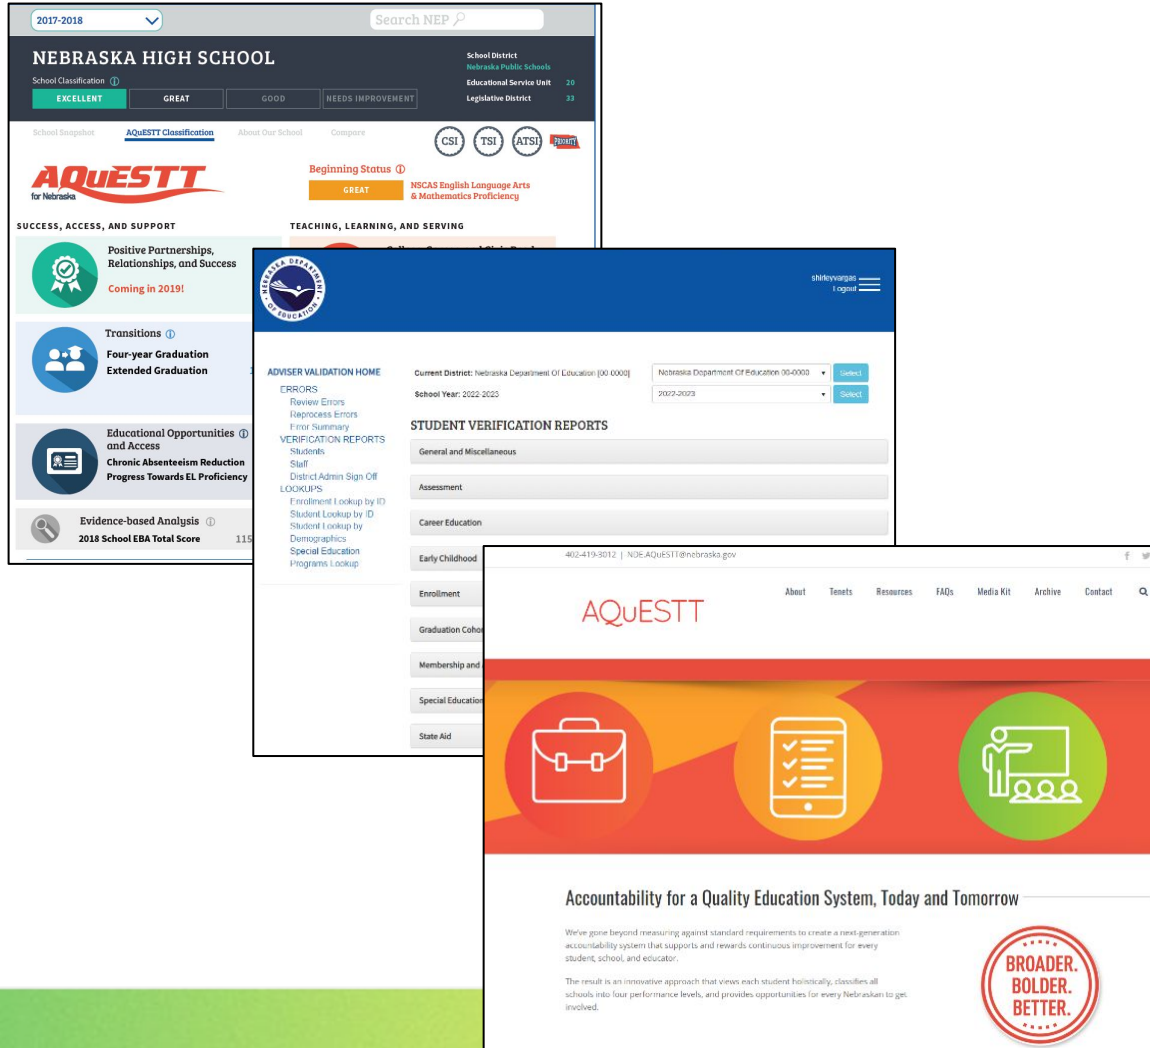 2017-2018
Search NEP
NEBRASKA HIGH SCHOOL
School District
Nebraska Public Schools
School Classification
Educational Service Unit 20
EXCELLENT GREAT GOOD NEEDS IMPROVEMENT
Legislative District 33
School Snapshot AQuESTT Classification About Our School Compare
CSI TSI ATSI PRIORITY
AQuESTT
for Nebraska
Beginning Status
GREAT
NSCAS English Language Arts
& Mathematics Proficiency
SUCCESS, ACCESS, AND SUPPORT
TEACHING, LEARNING, AND SERVING
Positive Partnerships,
Relationships, and Success
Coming in 2019!
Transitions
Four-year Graduation
Extended Graduation
Educational Opportunities
and Access
Chronic Absenteeism Reduction
Progress Towards EL Proficiency
Evidence-based Analysis
2018 School EBA Total Score 115
NEBRASKA DEPARTMENT OF EDUCATION
shirleyvargas
Logout
ADVISER VALIDATION HOME
ERRORS
Review Errors
Reprocess Errors
Error Summary
VERIFICATION REPORTS
Students
Staff
District Admin Sign Off
LOOKUPS
Enrollment Lookup by ID
Student Lookup by ID
Student Lookup by
Demographics
Special Education
Programs Lookup
Current District: Nebraska Department Of Education [00-0000]
Nebraska Department Of Education 00-0000
Select
School Year: 2022-2023
2022-2023
Select
STUDENT VERIFICATION REPORTS
General and Miscellaneous
Assessment
Career Education
Early Childhood
Enrollment
Graduation Cohor
Membership and
Special Education
State Aid
402-419-3012 | NDE.AQuESTT@nebraska.gov
AQuESTT
About Tenets Resources FAQs Media Kit Archive Contact
Accountability for a Quality Education System, Today and Tomorrow
We've gone beyond measuring against standard requirements to create a next-generation
accountability system that supports and rewards continuous improvement for every
student, school, and educator.
The result is an innovative approach that views each student holistically, classifies all
schools into four performance levels, and provides opportunities for every Nebraskan to get
involved.
BROADER.
BOLDER.
BETTER.